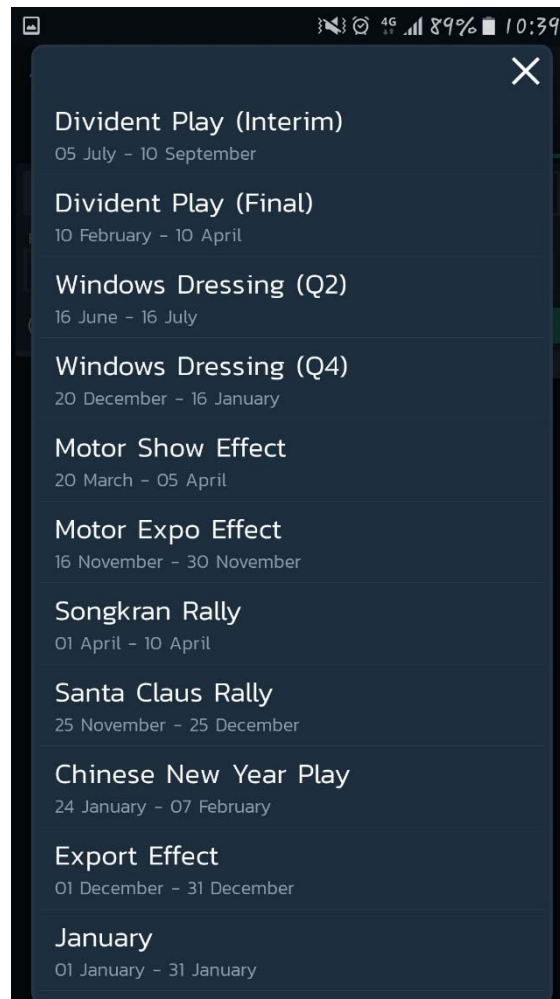 4G 89% 10:39
Divident Play (Interim)
05 July - 10 September
Divident Play (Final)
10 February - 10 April
Windows Dressing (Q2)
16 June - 16 July
Windows Dressing (Q4)
20 December - 16 January
Motor Show Effect
20 March - 05 April
Motor Expo Effect
16 November - 30 November
Songkran Rally
01 April - 10 April
Santa Claus Rally
25 November - 25 December
Chinese New Year Play
24 January - 07 February
Export Effect
01 December - 31 December
January
01 January - 31 January